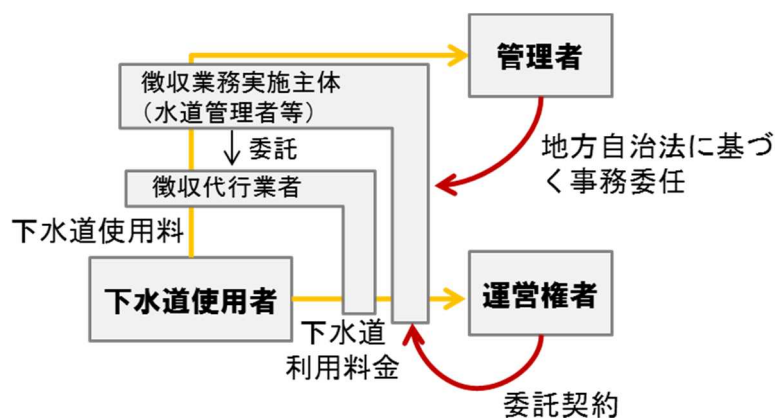 管理者
徴収業務実施主体
(水道管理者等)
委託
徴収代行業者
地方自治法に基づ
く事務委任
下水道使用料
下水道使用者
運営権者
下水道
利用料金
委託契約